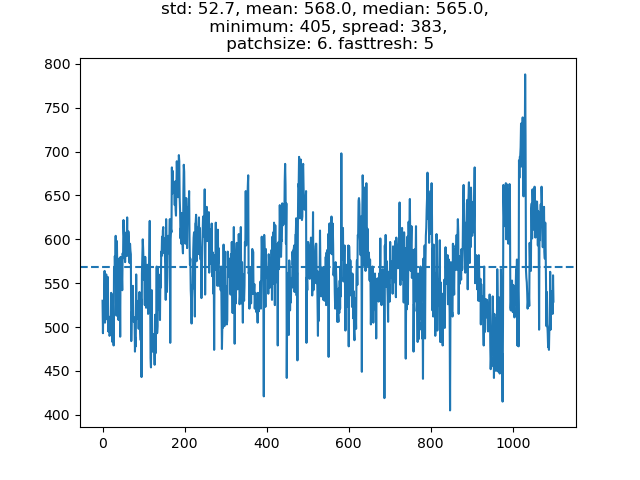 std: 52.7, mean: 568.0, median: 565.0,
minimum: 405, spread: 383,
patchsize: 6. fasttresh: 5
800
750
700
650
600
550
500
450
400
0 200 400 600 800 1000